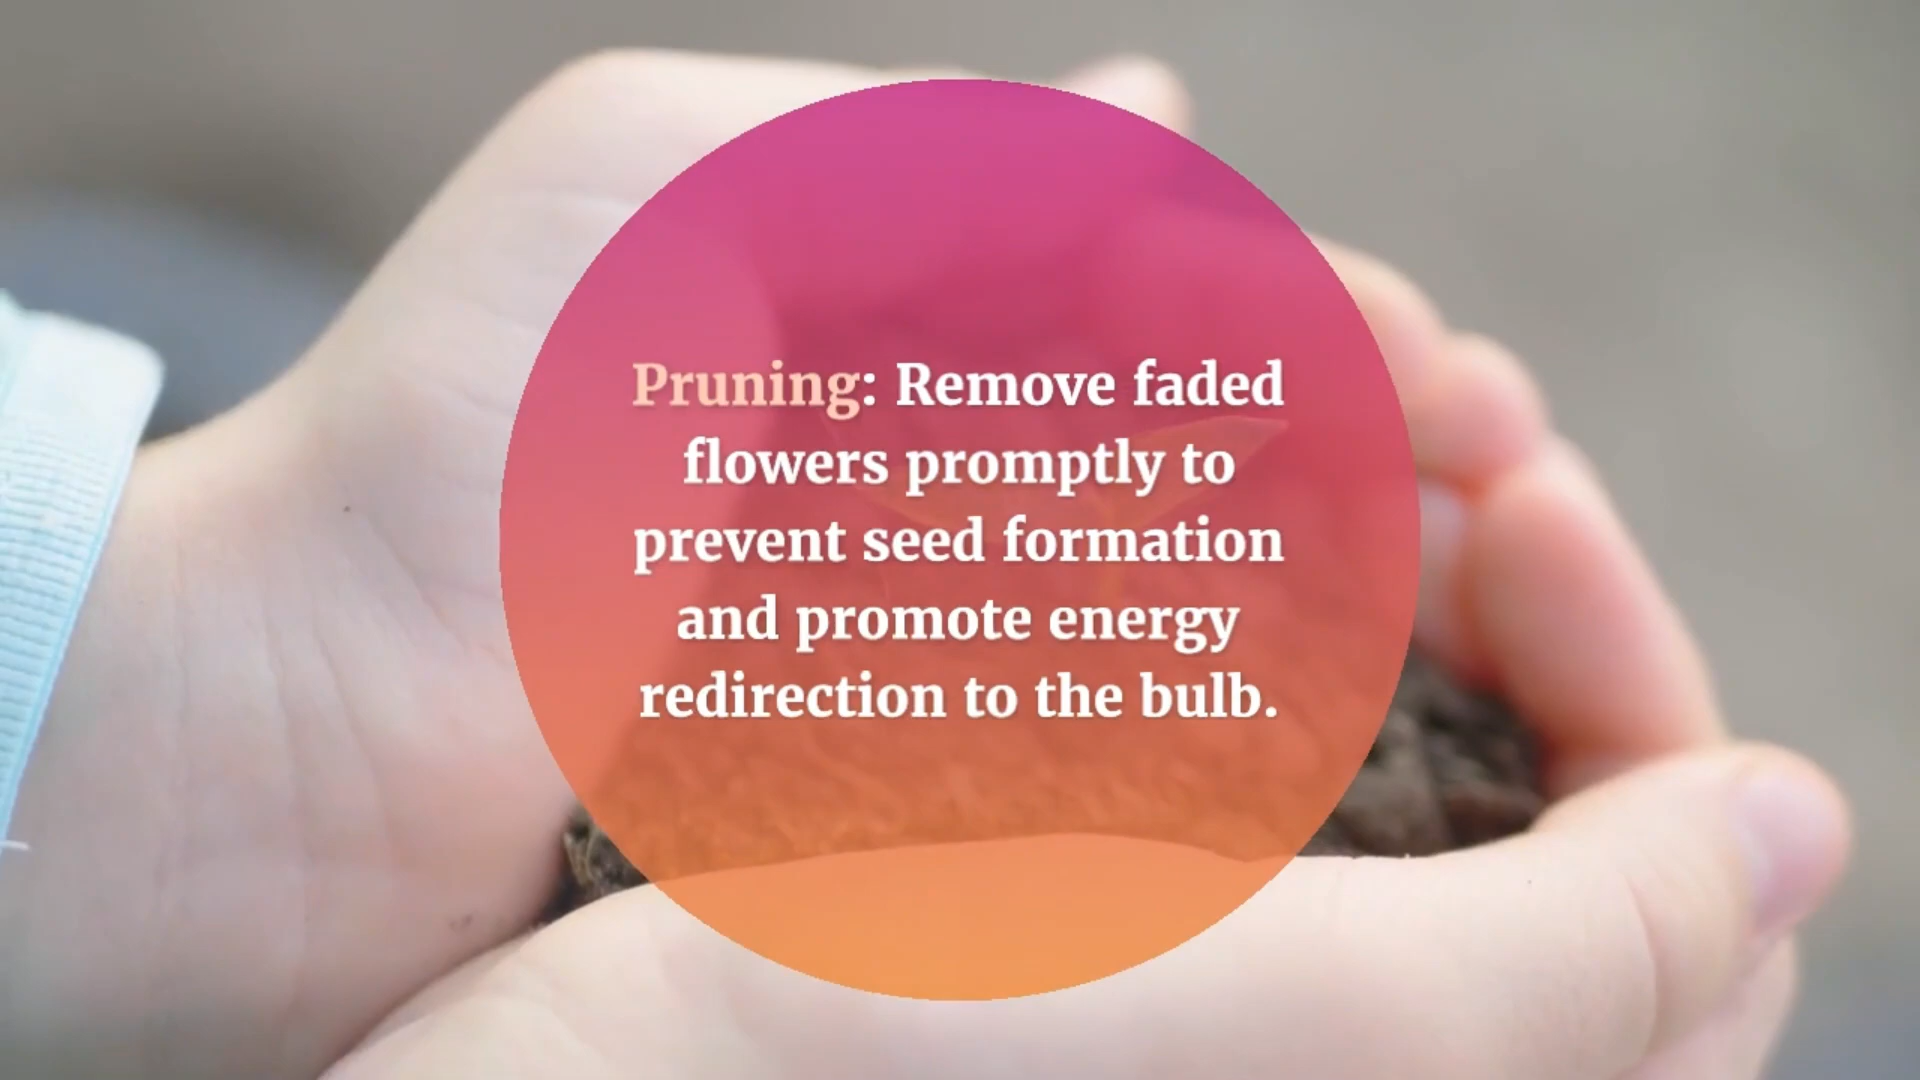 Pruning: Remove faded
flowers promptly to
prevent seed formation
and promote energy
redirection to the bulb.